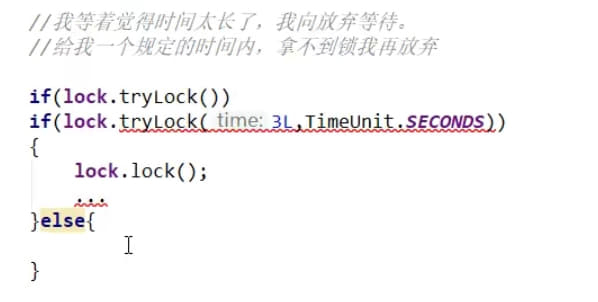 //我等着觉得时间太长了，我向放弃等待。
//给我一个规定的时间内，拿不到锁我再放弃
if(lock.tryLock())
if(lock.tryLock( time: 3L,TimeUnit.SECONDS))
{
lock.lock();
...
}else{
}